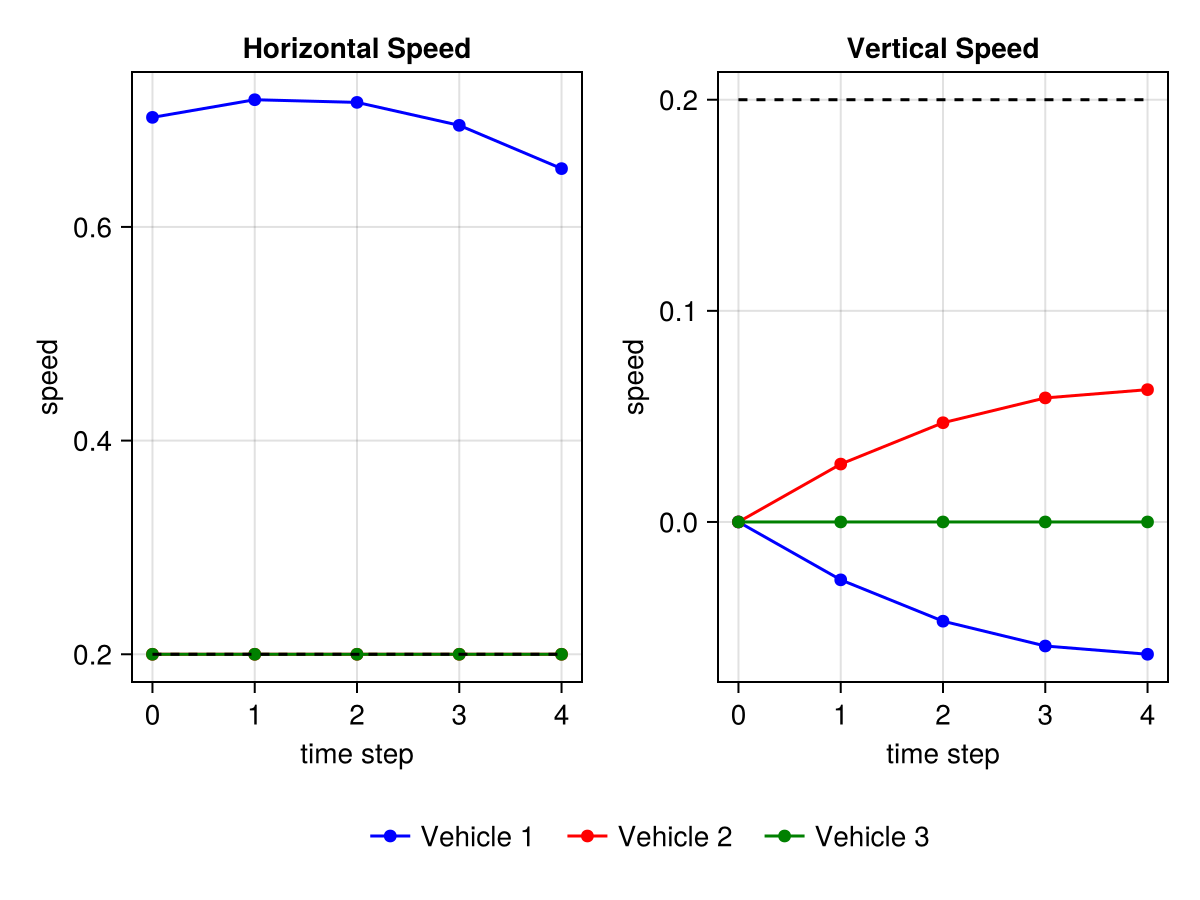 Horizontal Speed
Vertical Speed
speed
0.6
0.4
0.2
0
1
2
3
4
time step
speed
0.2
0.1
0.0
0
1
2
3
4
time step
Vehicle 1
Vehicle 2
Vehicle 3